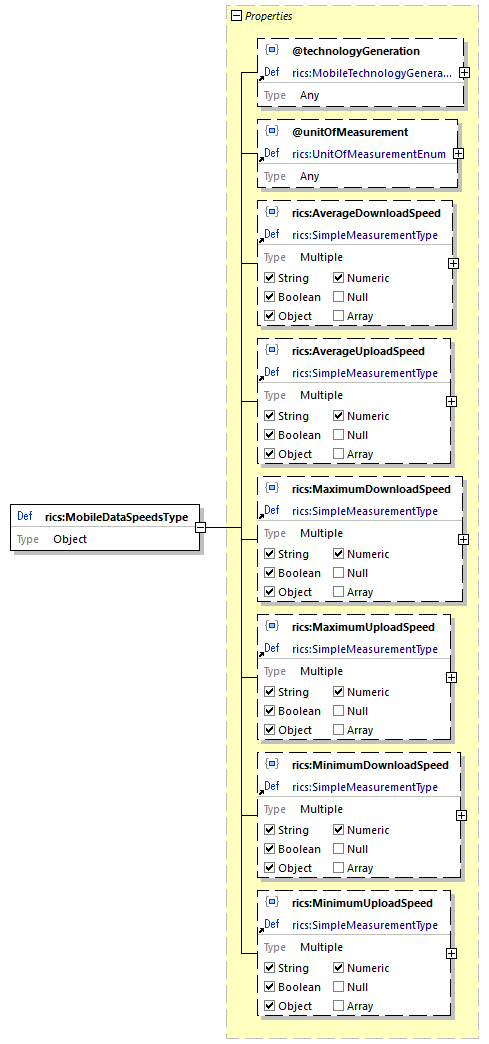 Properties
@technologyGeneration
Def rics:MobileTechnologyGenera...
Type Any
@unitOfMeasurement
Def rics:UnitOfMeasurementEnum
Type Any
rics:AverageDownloadSpeed
Def rics:SimpleMeasurementType
Type Multiple
String Numeric
Boolean Null
Object Array
rics:AverageUploadSpeed
Def rics:SimpleMeasurementType
Type Multiple
String Numeric
Boolean Null
Object Array
rics:MaximumDownloadSpeed
Def rics:SimpleMeasurementType
Type Multiple
String Numeric
Boolean Null
Object Array
Def rics:MobileDataSpeedsType
Type Object
rics:MaximumUploadSpeed
Def rics:SimpleMeasurementType
Type Multiple
String Numeric
Boolean Null
Object Array
rics:MinimumDownloadSpeed
Def rics:SimpleMeasurementType
Type Multiple
String Numeric
Boolean Null
Object Array
rics:MinimumUploadSpeed
Def rics:SimpleMeasurementType
Type Multiple
String Numeric
Boolean Null
Object Array